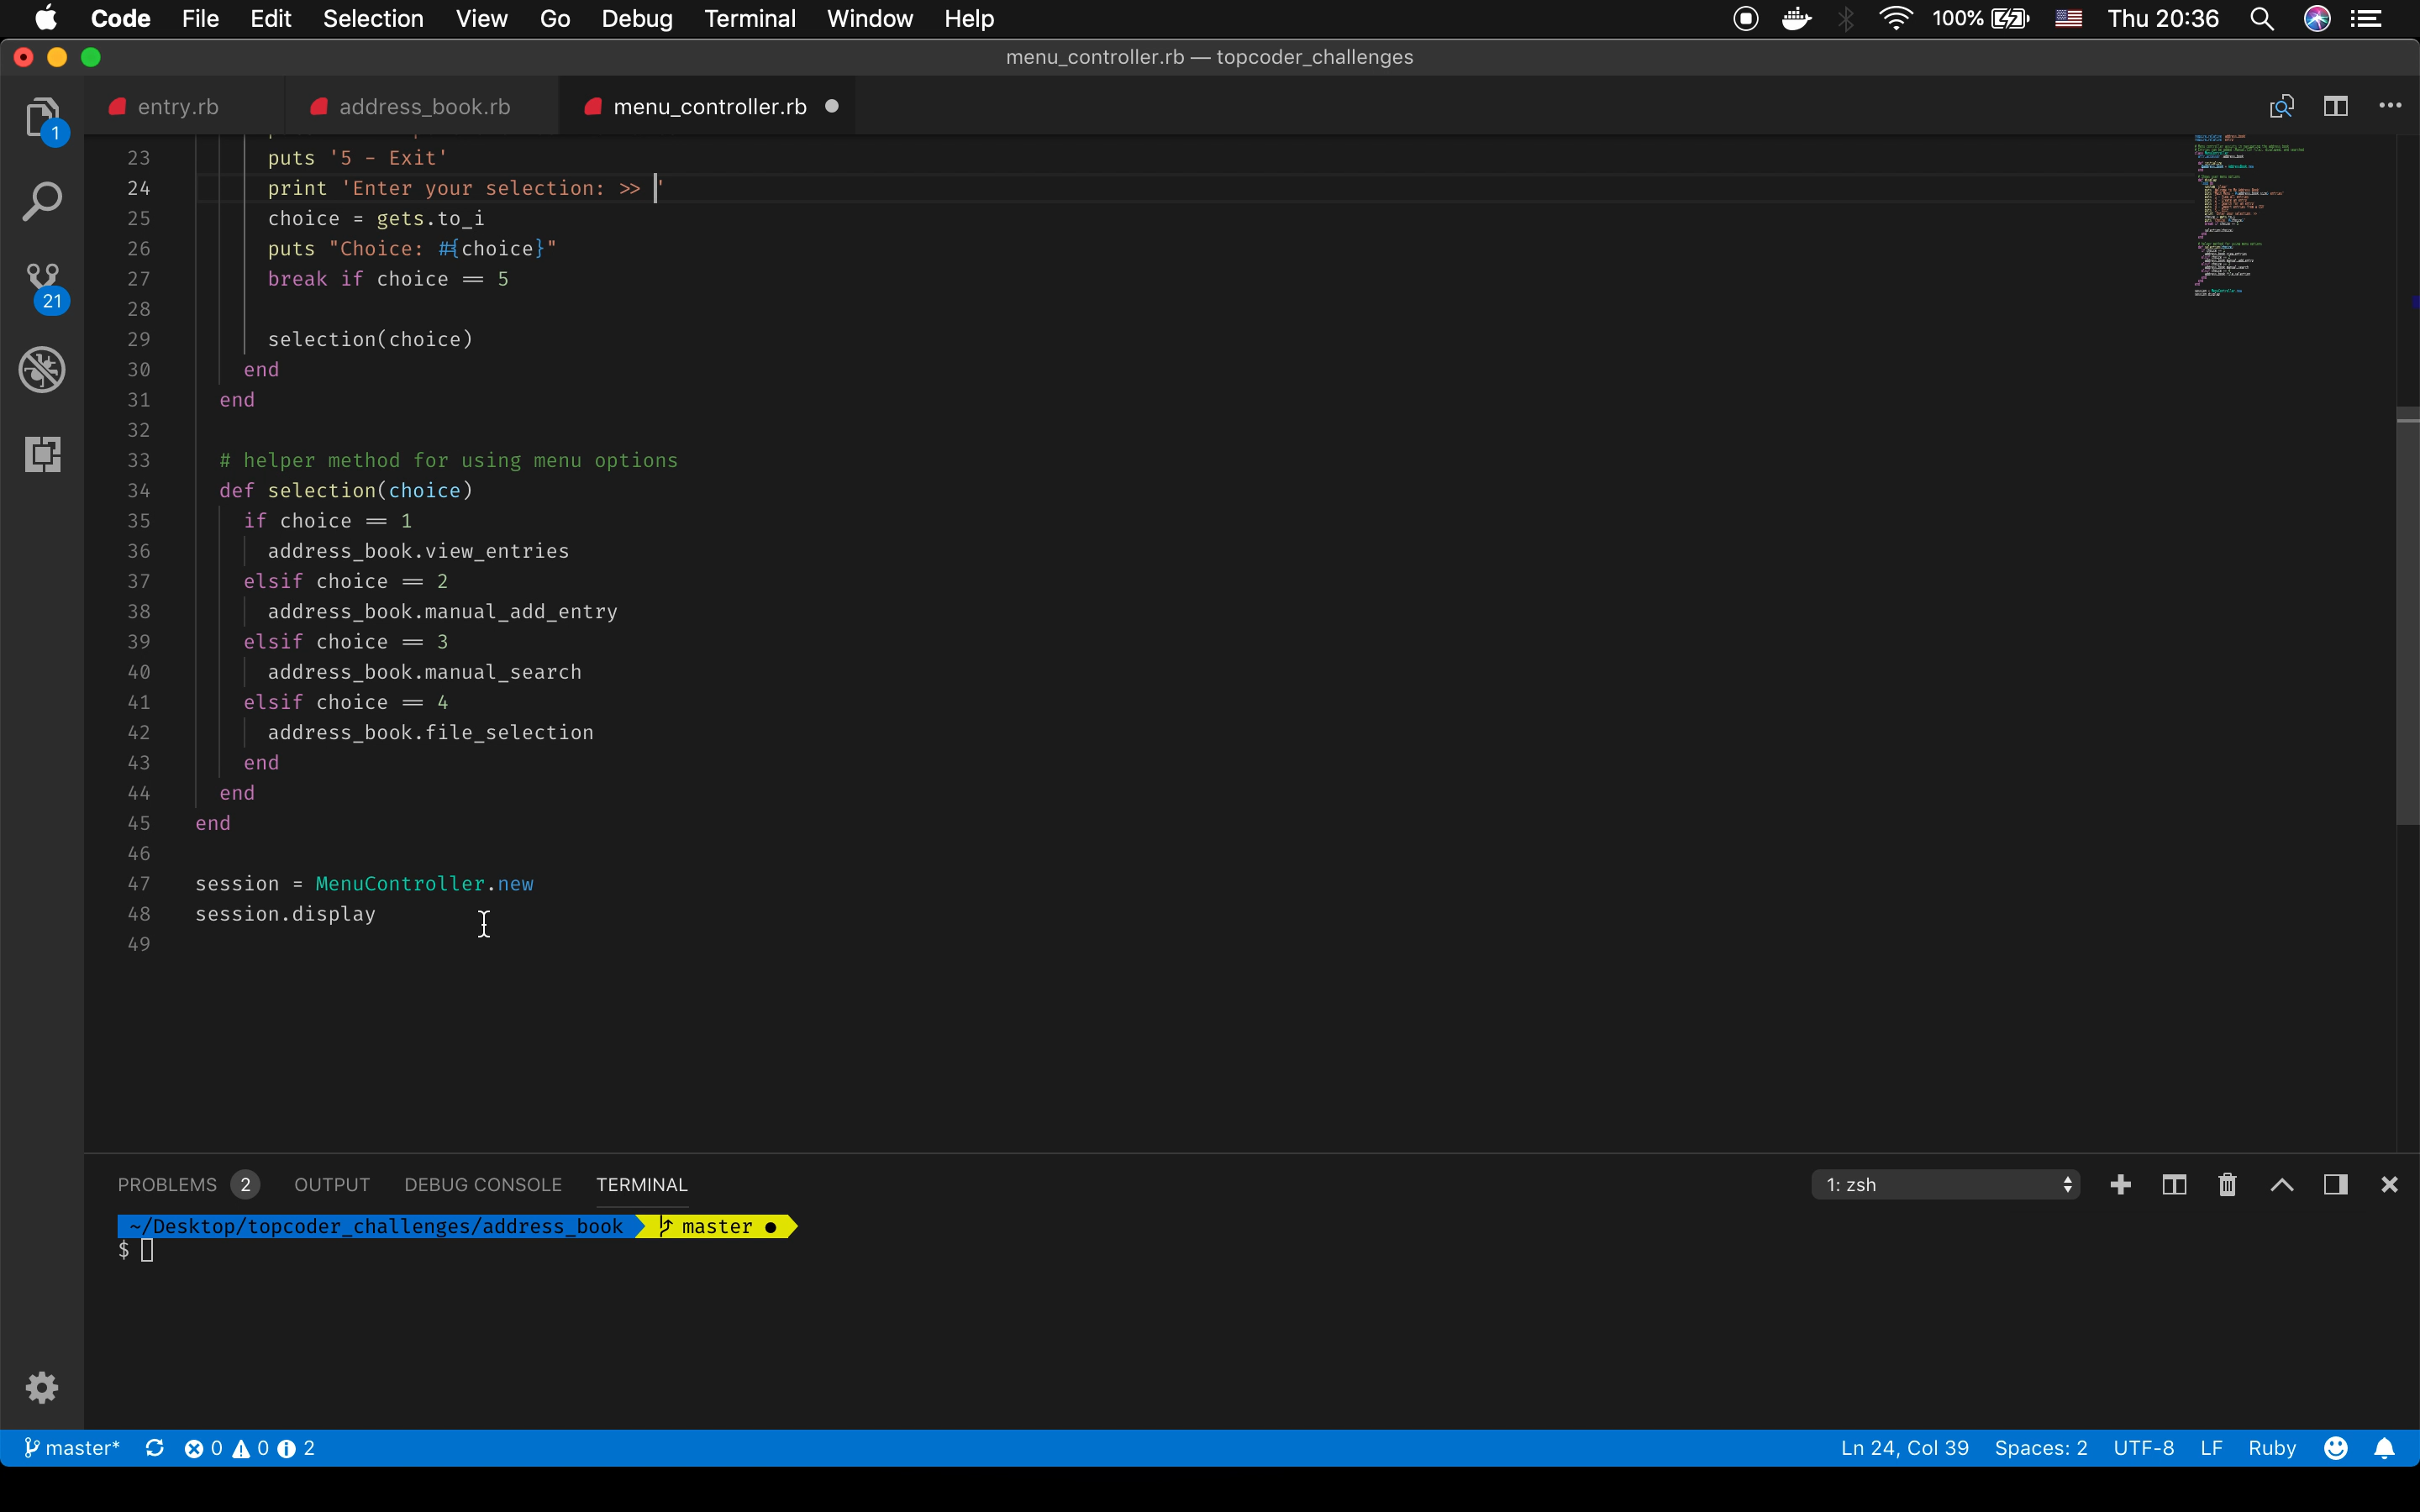 Code File Edit Selection View Go Debug Terminal Window Help 100% Thu 20:36
menu_controller.rb — topcoder_challenges
entry.rb address_book.rb menu_controller.rb
1
21
23 puts '5 - Exit'
24 print 'Enter your selection: >> '
25 choice = gets.to_i
26 puts "Choice: #{choice}"
27 break if choice == 5
28
29 selection(choice)
30 end
31 end
32
33 # helper method for using menu options
34 def selection(choice)
35 if choice == 1
36 address_book.view_entries
37 elsif choice == 2
38 address_book.manual_add_entry
39 elsif choice == 3
40 address_book.manual_search
41 elsif choice == 4
42 address_book.file_selection
43 end
44 end
45 end
46
47 session = MenuController.new
48 session.display
49
PROBLEMS 2 OUTPUT DEBUG CONSOLE TERMINAL 1: zsh
~/Desktop/topcoder_challenges/address_book master ●
$
master* 0 0 2 Ln 24, Col 39 Spaces: 2 UTF-8 LF Ruby